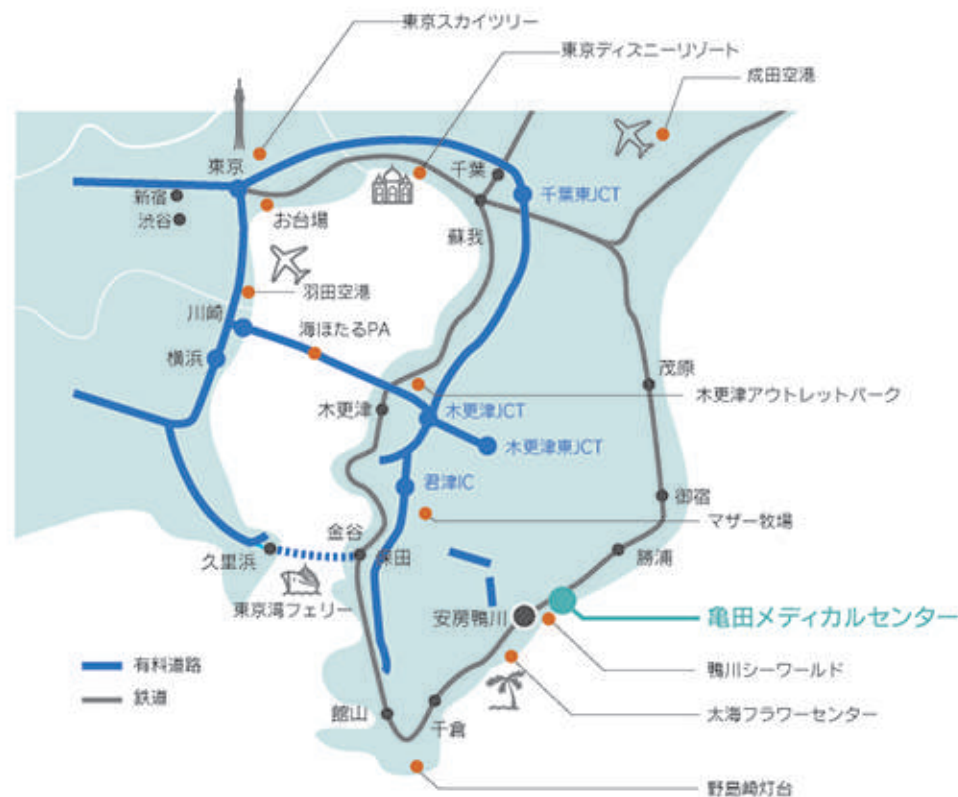 東京スカイツリー
東京ディズニーリゾート
成田空港
東京
千葉
新宿
千葉東JCT
渋谷
お台場
蘇我
羽田空港
川崎
海ほたるPA
横浜
茂原
木更津アウトレットパーク
木更津
木更津JCT
木更津東JCT
君津IC
御宿
マザー牧場
金谷
保田
久里浜
勝浦
東京湾フェリー
安房鴨川
亀田メディカルセンター
有料道路
鴨川シーワールド
鉄道
館山
千倉
太海フラワーセンター
野島崎灯台